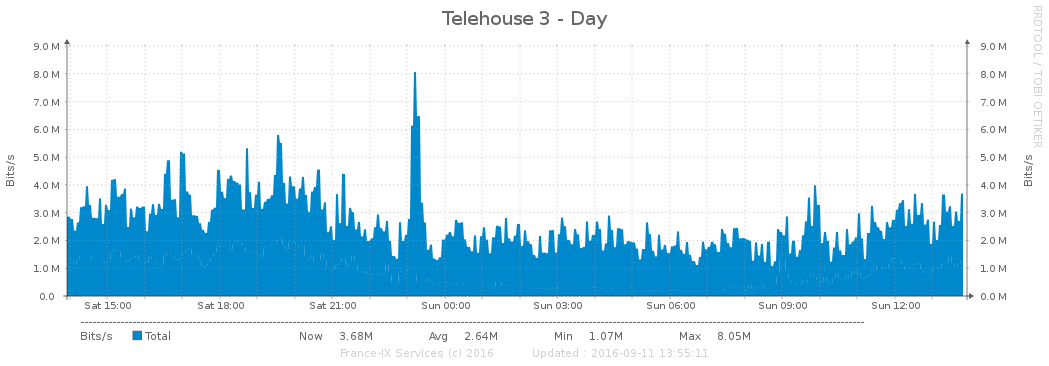 Telehouse 3 - Day
RRDTOOL / TOBI OETIKER
Bits/s
9.0 M
8.0 M
7.0 M
6.0 M
5.0 M
4.0 M
3.0 M
2.0 M
1.0 M
0.0
9.0 M
8.0 M
7.0 M
6.0 M
5.0 M
4.0 M
3.0 M
2.0 M
1.0 M
0.0 M
Bits/s
Sat 15:00 Sat 18:00 Sat 21:00 Sun 00:00 Sun 03:00 Sun 06:00 Sun 09:00 Sun 12:00
Bits/s Total Now 3.68M Avg 2.64M Min 1.07M Max 8.05M
France-IX Services (c) 2016 Updated : 2016-09-11 13:55:11